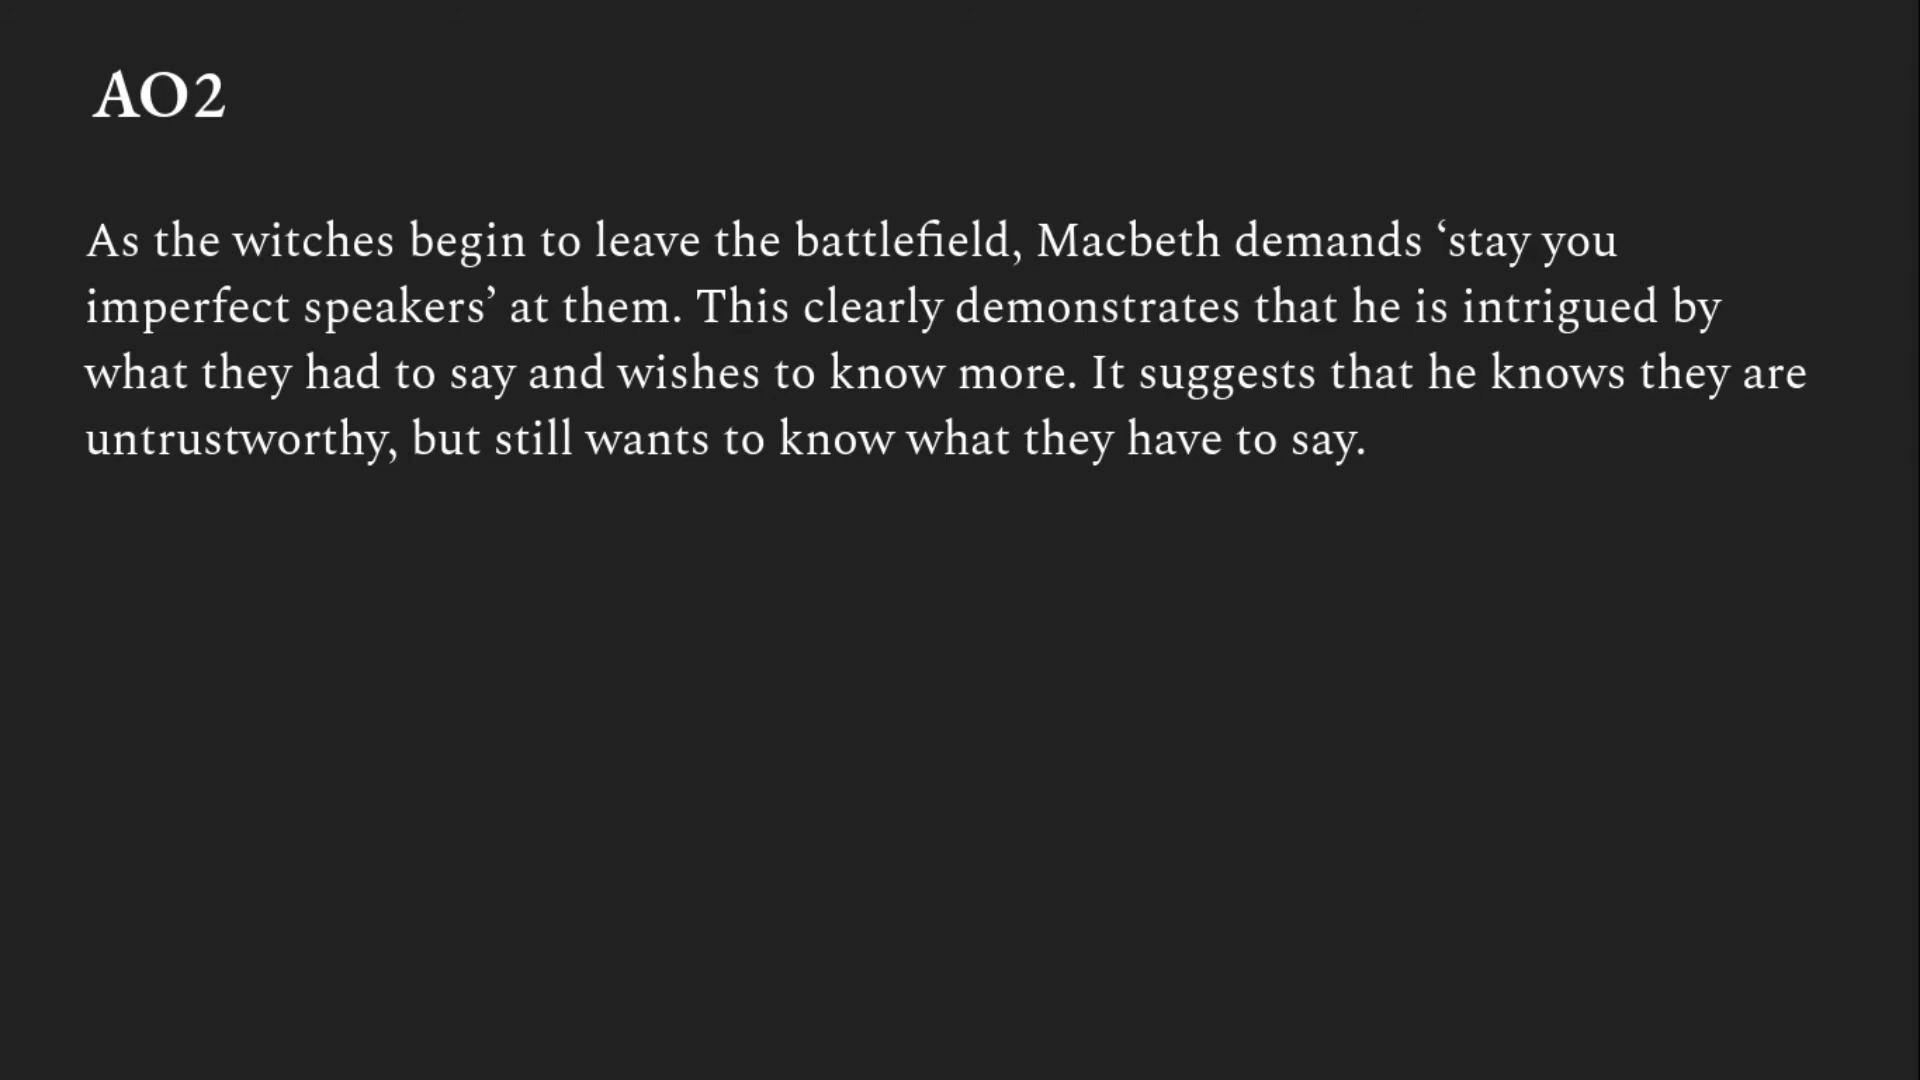 AO2
As the witches begin to leave the battlefield, Macbeth demands ‘stay you
imperfect speakers’ at them. This clearly demonstrates that he is intrigued by
what they had to say and wishes to know more. It suggests that he knows they are
untrustworthy, but still wants to know what they have to say.